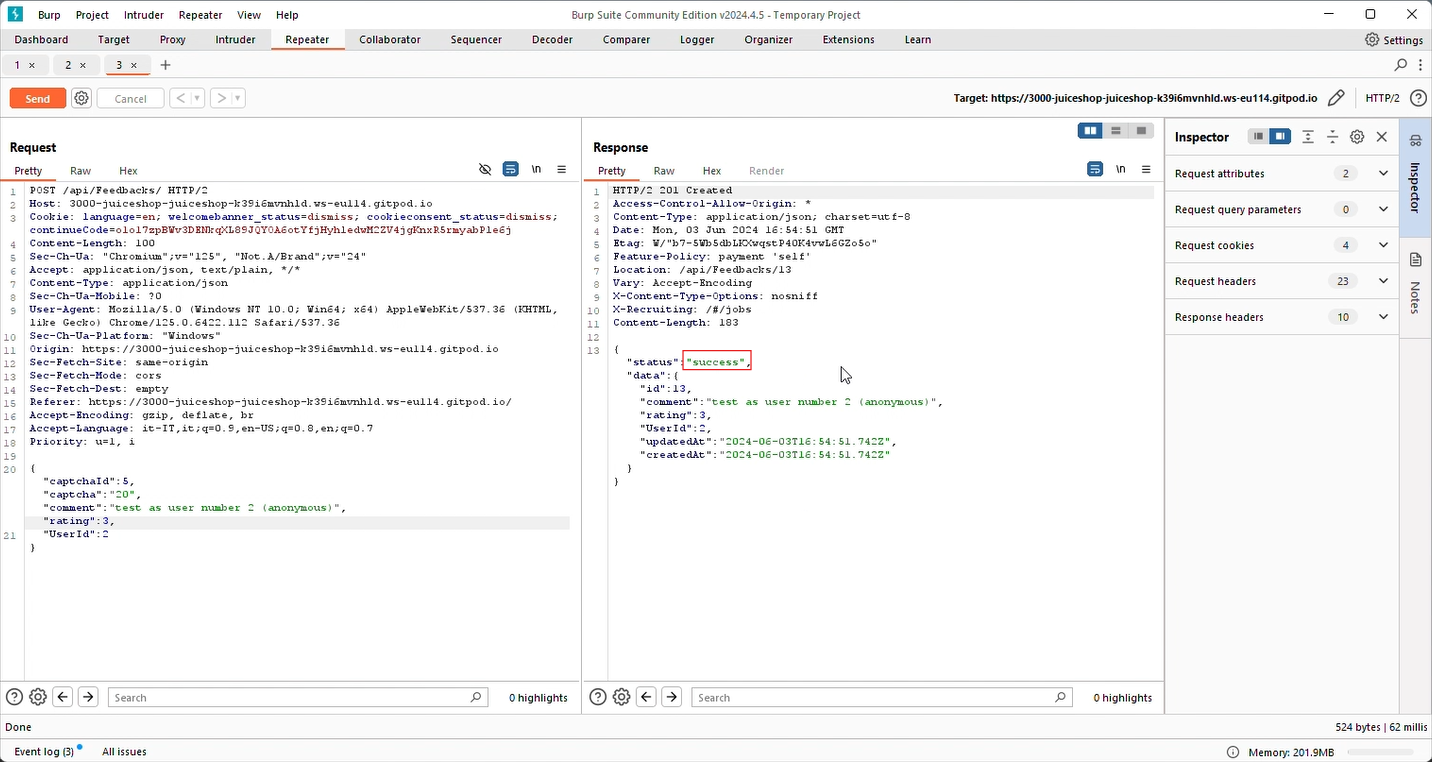 Burp Project Intruder Repeater View Help
Burp Suite Community Edition v2024.4.5 - Temporary Project
Dashboard Target Proxy Intruder Repeater Collaborator Sequencer Decoder Comparer Logger Organizer Extensions Learn
Settings
1 × 2 × 3 × +
Send Cancel < >
Target: https://3000-juiceshop-juiceshop-k39i6mvnhld.ws-eu114.gitpod.io
HTTP/2
Request
Pretty Raw Hex
\n
1 POST /api/Feedbacks/ HTTP/2
2 Host: 3000-juiceshop-juiceshop-k39i6mvnhld.ws-eu114.gitpod.io
3 Cookie: language=en; welcomebanner_status=dismiss; cookieconsent_status=dismiss;
4 Content-Length: 100
5 Sec-Ch-Ua: "Chromium";v="125", "Not.A/Brand";v="24"
6 Accept: application/json, text/plain, */*
7 Content-Type: application/json
8 Sec-Ch-Ua-Mobile: ?0
9 User-Agent: Mozilla/5.0 (Windows NT 10.0; Win64; x64) AppleWebKit/537.36 (KHTML,
like Gecko) Chrome/125.0.6422.112 Safari/537.36
10 Sec-Ch-Ua-Platform: "Windows"
11 Origin: https://3000-juiceshop-juiceshop-k39i6mvnhld.ws-eu114.gitpod.io
12 Sec-Fetch-Site: same-origin
13 Sec-Fetch-Mode: cors
14 Sec-Fetch-Dest: empty
15 Referer: https://3000-juiceshop-juiceshop-k39i6mvnhld.ws-eu114.gitpod.io/
16 Accept-Encoding: gzip, deflate, br
17 Accept-Language: it-IT,it;q=0.9,en-US;q=0.8,en;q=0.7
18 Priority: u=1, i
19
20 {
"captchaId":5,
"captcha":"20",
"comment":"test as user number 2 (anonymous)",
"rating":3,
21 "UserId":2
}
Response
Pretty Raw Hex Render
\n
1 HTTP/2 201 Created
2 Access-Control-Allow-Origin: *
3 Content-Type: application/json; charset=utf-8
4 Date: Mon, 03 Jun 2024 16:54:51 GMT
6 Feature-Policy: payment 'self'
7 Location: /api/Feedbacks/13
8 Vary: Accept-Encoding
9 X-Content-Type-Options: nosniff
10 X-Recruiting: /#/jobs
11 Content-Length: 183
12
13 {
"status":"success",
"data":{
"id":13,
"comment":"test as user number 2 (anonymous)",
"rating":3,
"UserId":2,
"updatedAt":"2024-06-03T16:54:51.742Z",
"createdAt":"2024-06-03T16:54:51.742Z"
}
}
Inspector
Request attributes 2
Request query parameters 0
Request cookies 4
Request headers 23
Response headers 10
Inspector
Notes
Search
0 highlights
Search
0 highlights
Done
524 bytes | 62 millis
Event log (3) All issues
Memory: 201.9MB